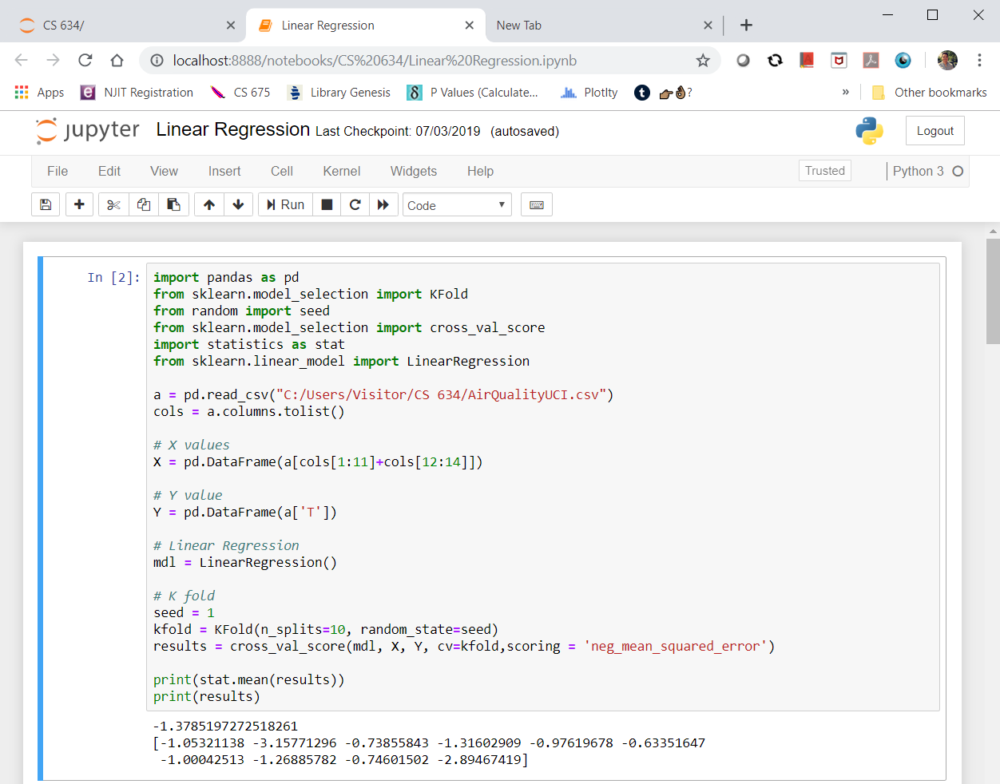 CS 634/
Linear Regression
New Tab
localhost:8888/notebooks/CS%20634/Linear%20Regression.ipynb
Apps
NJIT Registration
CS 675
Library Genesis
P Values (Calculate...
Plotlty
?
»
Other bookmarks
jupyter
Linear Regression Last Checkpoint: 07/03/2019 (autosaved)
Logout
File Edit View Insert Cell Kernel Widgets Help
Trusted
Python 3
Run
Code
In [2]:
import pandas as pd
from sklearn.model_selection import KFold
from random import seed
from sklearn.model_selection import cross_val_score
import statistics as stat
from sklearn.linear_model import LinearRegression
a = pd.read_csv("C:/Users/Visitor/CS 634/AirQualityUCI.csv")
cols = a.columns.tolist()
# X values
X = pd.DataFrame(a[cols[1:11]+cols[12:14]])
# Y value
Y = pd.DataFrame(a['T'])
# Linear Regression
mdl = LinearRegression()
# K fold
seed = 1
kfold = KFold(n_splits=10, random_state=seed)
results = cross_val_score(mdl, X, Y, cv=kfold,scoring = 'neg_mean_squared_error')
print(stat.mean(results))
print(results)
-1.3785197272518261
[-1.05321138 -3.15771296 -0.73855843 -1.31602909 -0.97619678 -0.63351647
-1.00042513 -1.26885782 -0.74601502 -2.89467419]